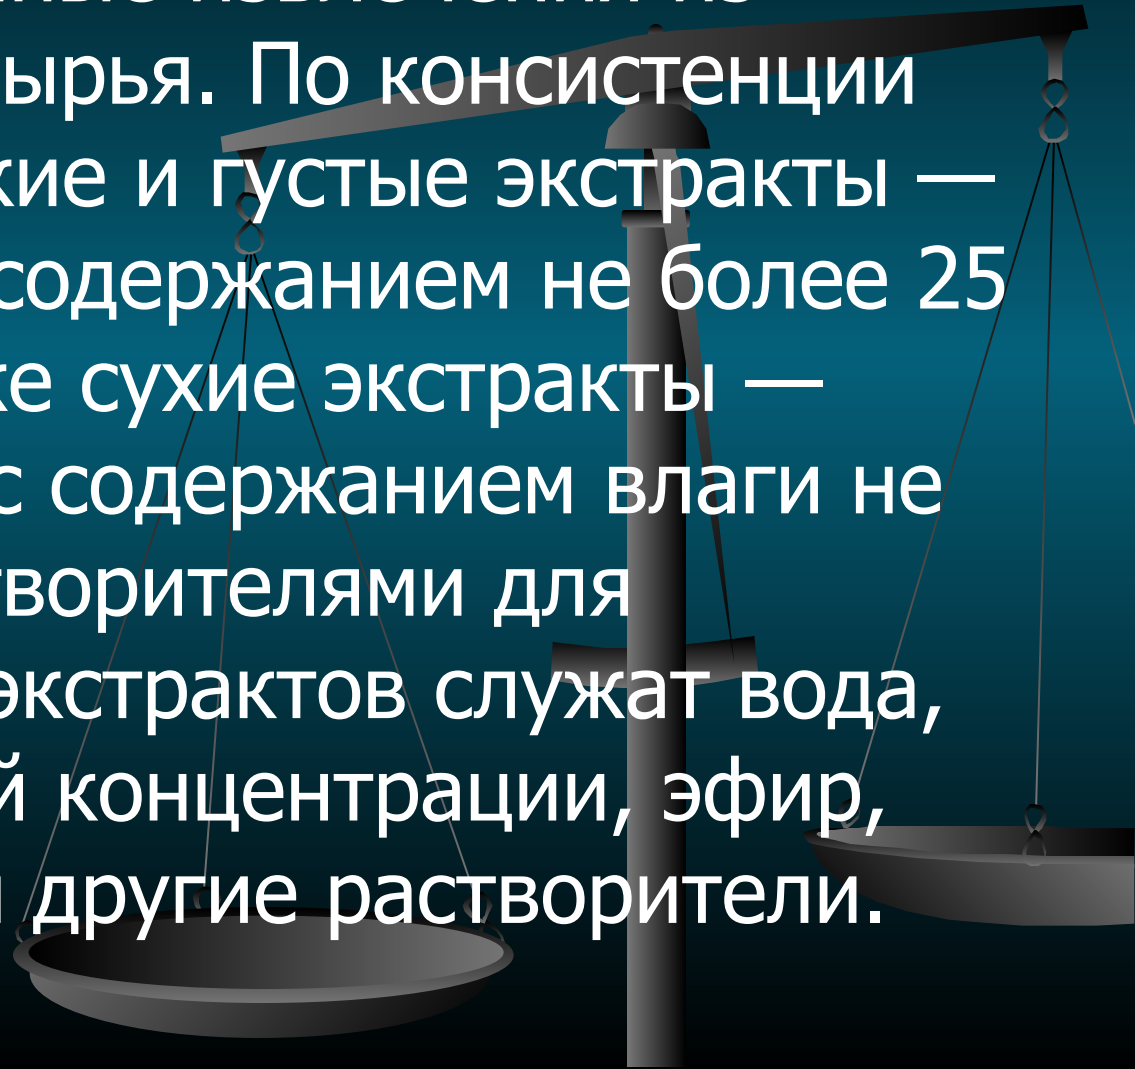 ырья. По консистенции
кие и густые экстракты —
содержанием не более 25
же сухие экстракты —
с содержанием влаги не
творителями для
экстрактов служат вода,
й концентрации, эфир,
другие растворители.